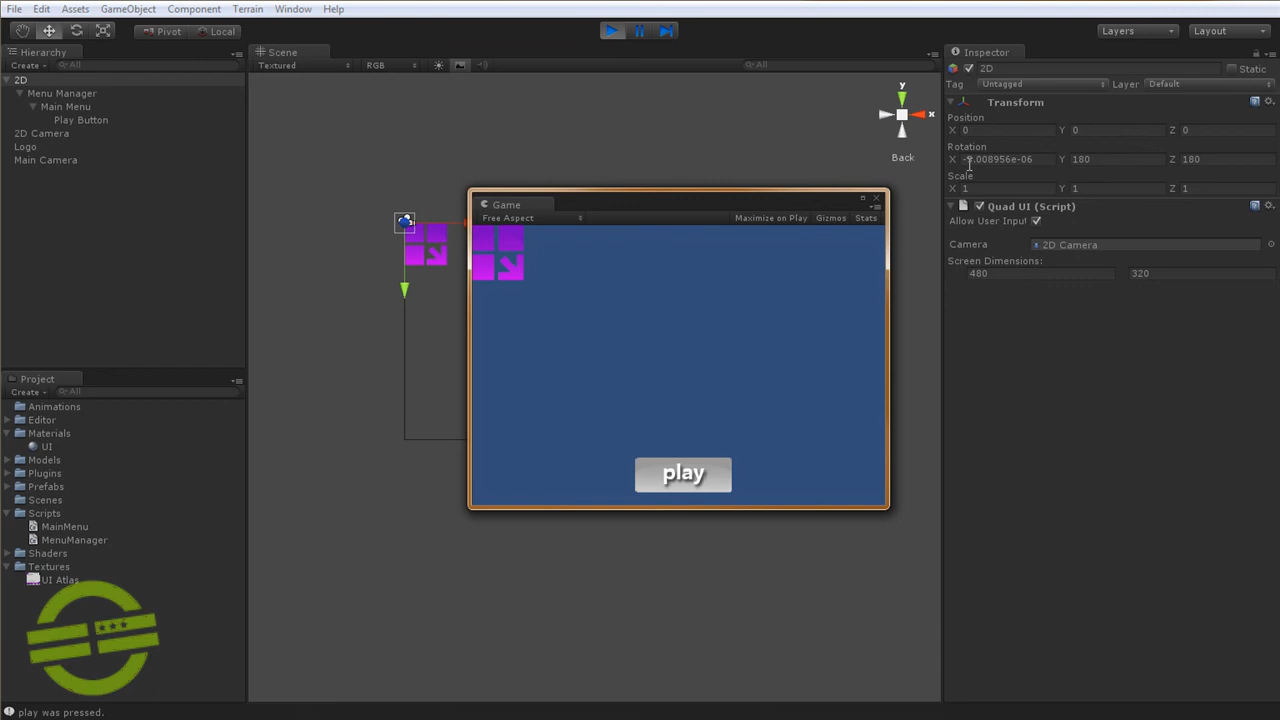 File Edit Assets GameObject Component Terrain Window Help
Pivot Local Layers Layout
Hierarchy
Create All
2D
Menu Manager
Main Menu
Play Button
2D Camera
Logo
Main Camera
Project
Create All
Animations
Editor
Materials
UI
Models
Plugins
Prefabs
Scenes
Scripts
MainMenu
MenuManager
Shaders
Textures
UI Atlas
play was pressed.
Scene
Textured RGB All
y
x
Back
Game
Free Aspect Maximize on Play Gizmos Stats
play
Inspector
2D Static
Tag Untagged Layer Default
Transform
Position
X 0 Y 0 Z 0
Rotation
Y 180 Z 180
Scale
X 1 Y 1 Z 1
Quad UI (Script)
Allow User Input
Camera 2D Camera
Screen Dimensions:
480 320